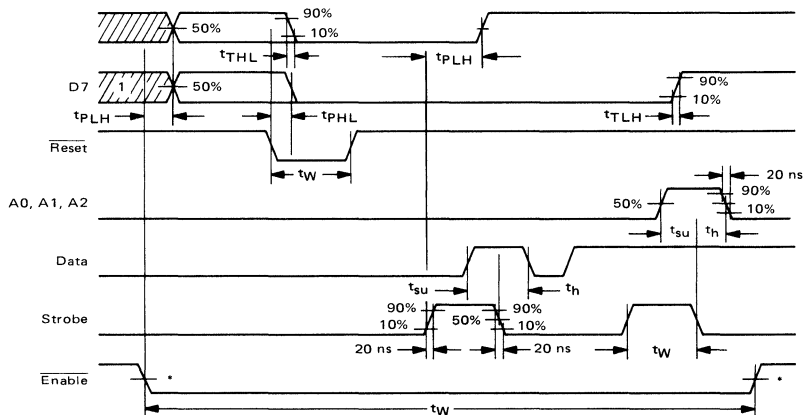 50%
90%
10%
tTHL
tPLH
D7
1
50%
90%
10%
tPLH
tPHL
tTLH
Reset
tW
20 ns
A0, A1, A2
50%
90%
10%
tsu
th
Data
tsu
th
Strobe
90%
10%
50%
90%
10%
20 ns
20 ns
tW
Enable
*
*
tW